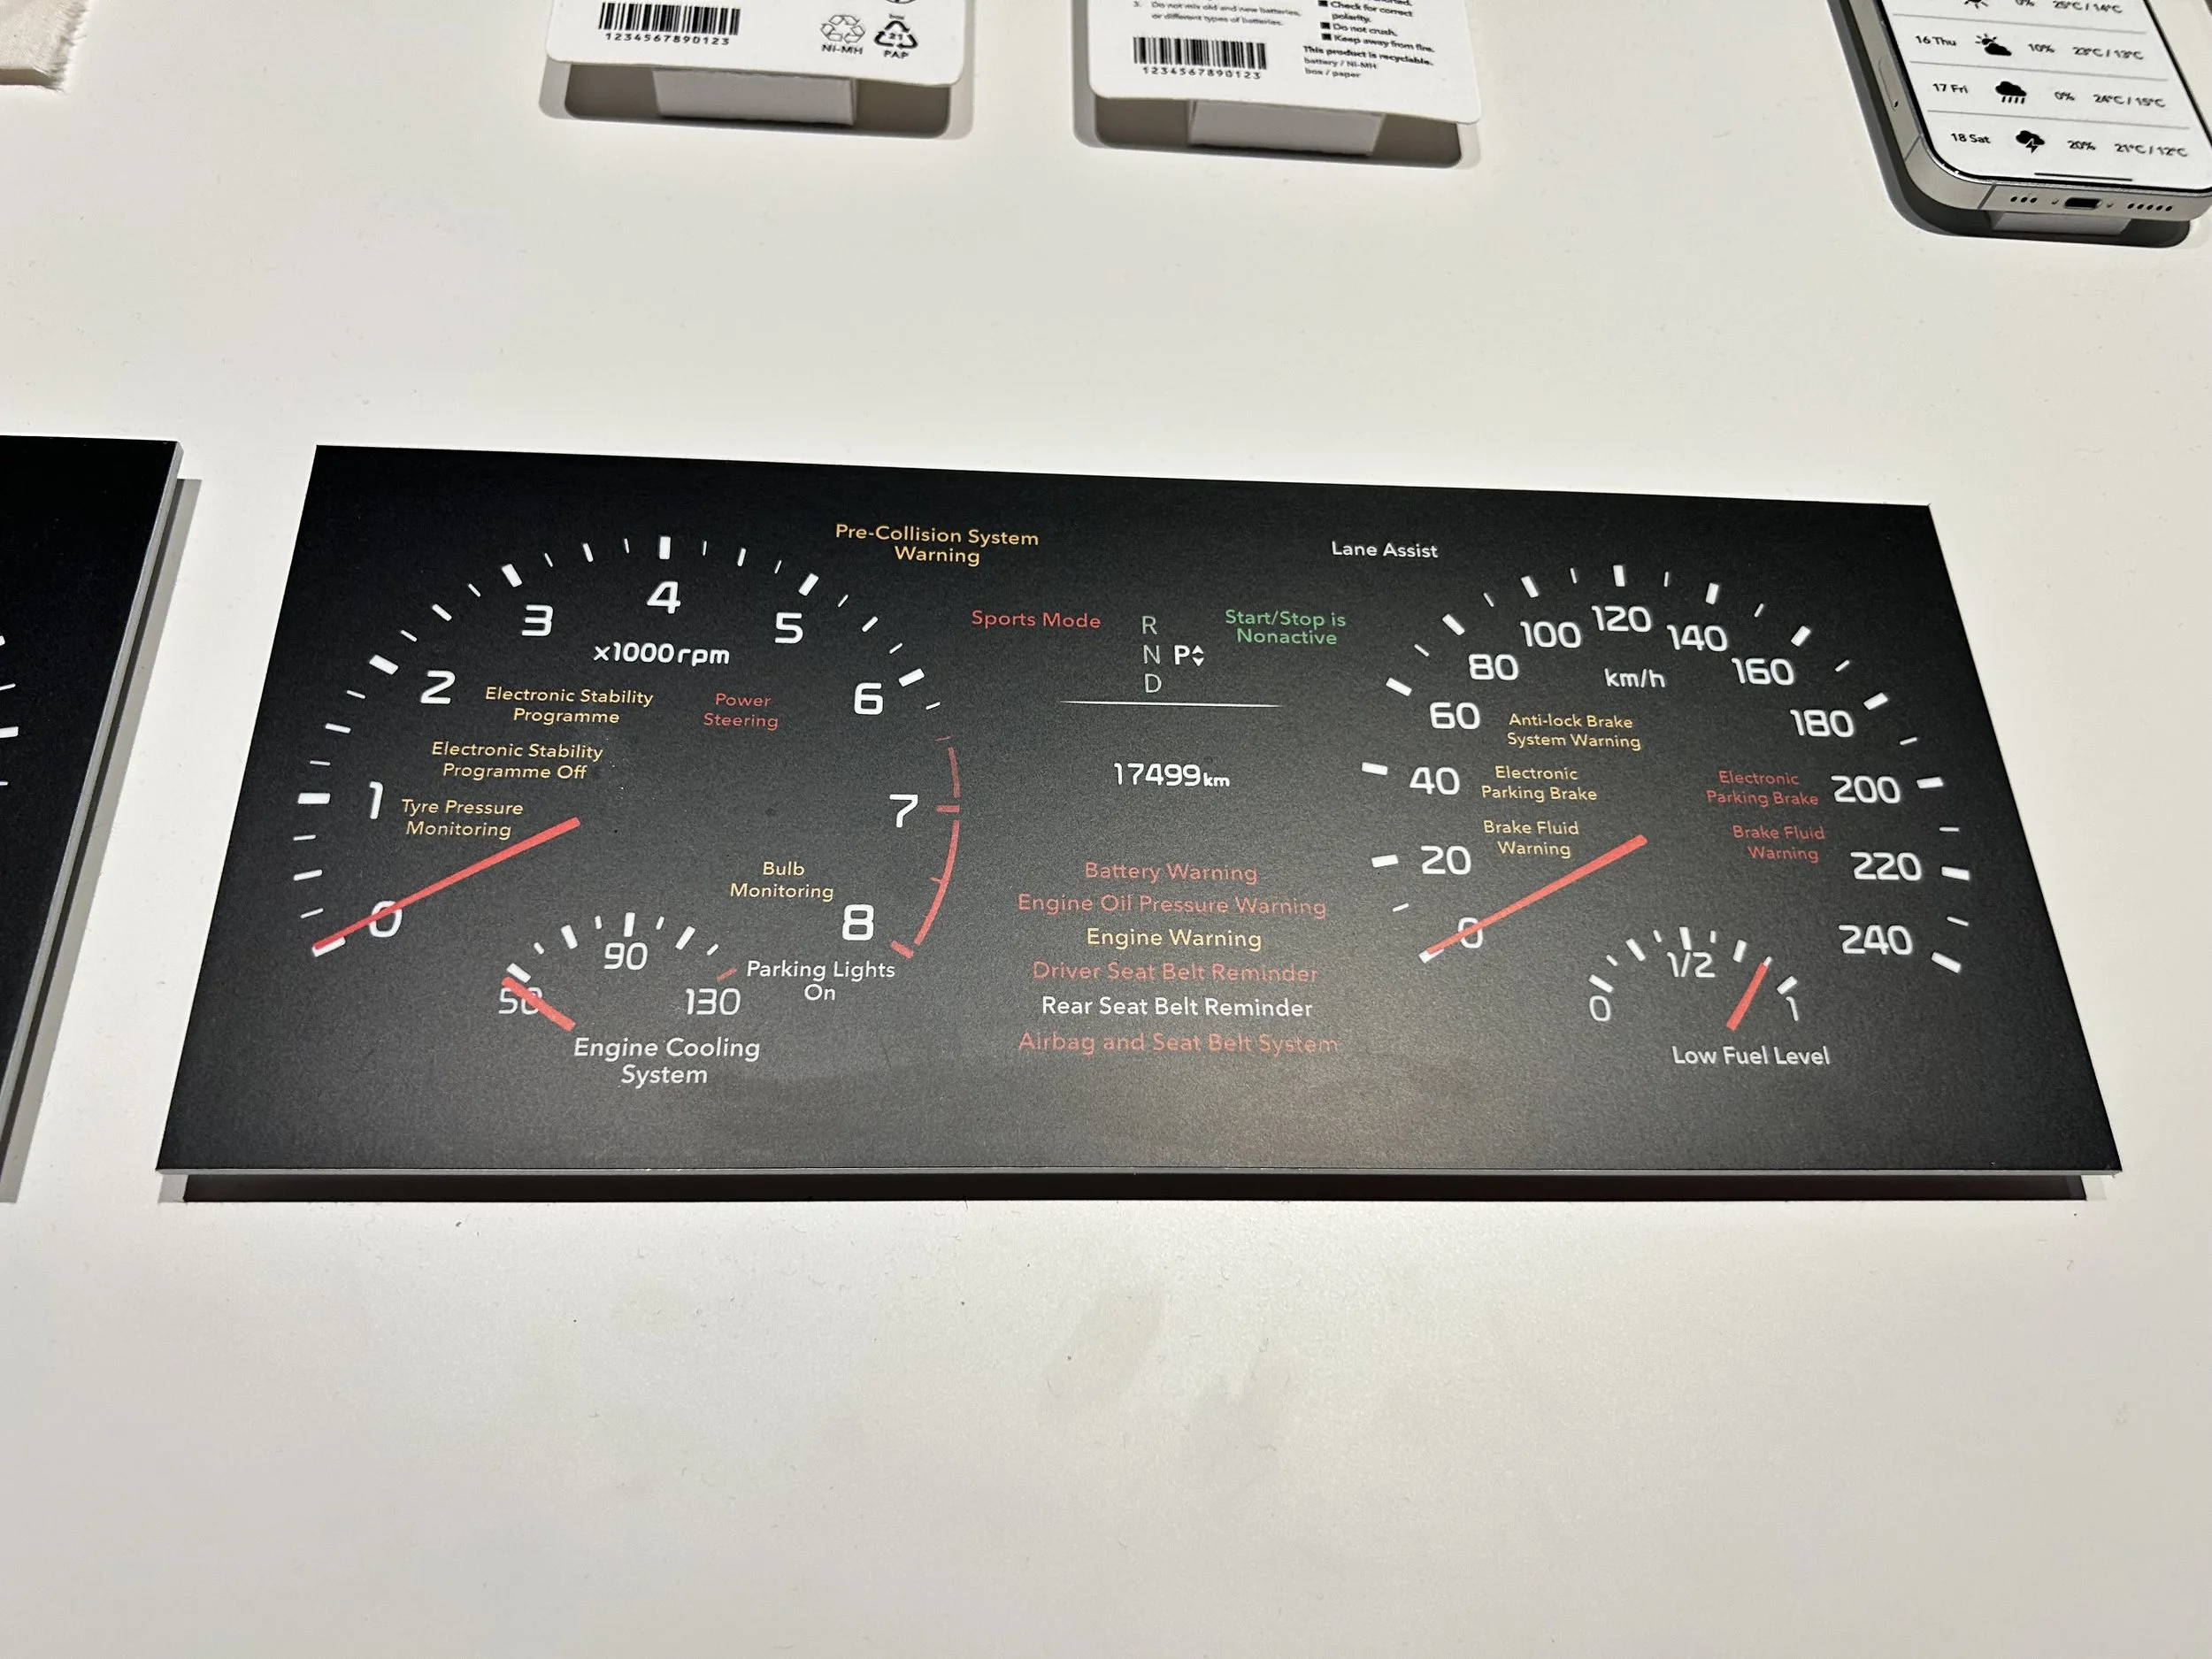 1234567890123
NI-MH
21
PAP
3. Do not mix old and new batteries,
or different types of batteries.
1234567890123
Check for correct
polarity.
Do not crush.
Keep away from fire.
This product is recyclable.
battery / NI-MH
box / paper
0% 25°C / 14°C
16 Thu 10% 23°C / 13°C
17 Fri 0% 24°C / 15°C
18 Sat 20% 21°C / 12°C
Pre-Collision System
Warning
Lane Assist
Sports Mode
R
N P
D
Start/Stop is
Nonactive
0
1
2
3
4
5
6
7
8
x1000rpm
Electronic Stability
Programme
Power
Steering
Electronic Stability
Programme Off
Tyre Pressure
Monitoring
Bulb
Monitoring
50
90
130
Parking Lights
On
Engine Cooling
System
17499km
Battery Warning
Engine Oil Pressure Warning
Engine Warning
Driver Seat Belt Reminder
Rear Seat Belt Reminder
Airbag and Seat Belt System
0
20
40
60
80
100
120
140
160
180
200
220
240
km/h
Anti-lock Brake
System Warning
Electronic
Parking Brake
Electronic
Parking Brake
Brake Fluid
Warning
Brake Fluid
Warning
0
1/2
1
Low Fuel Level